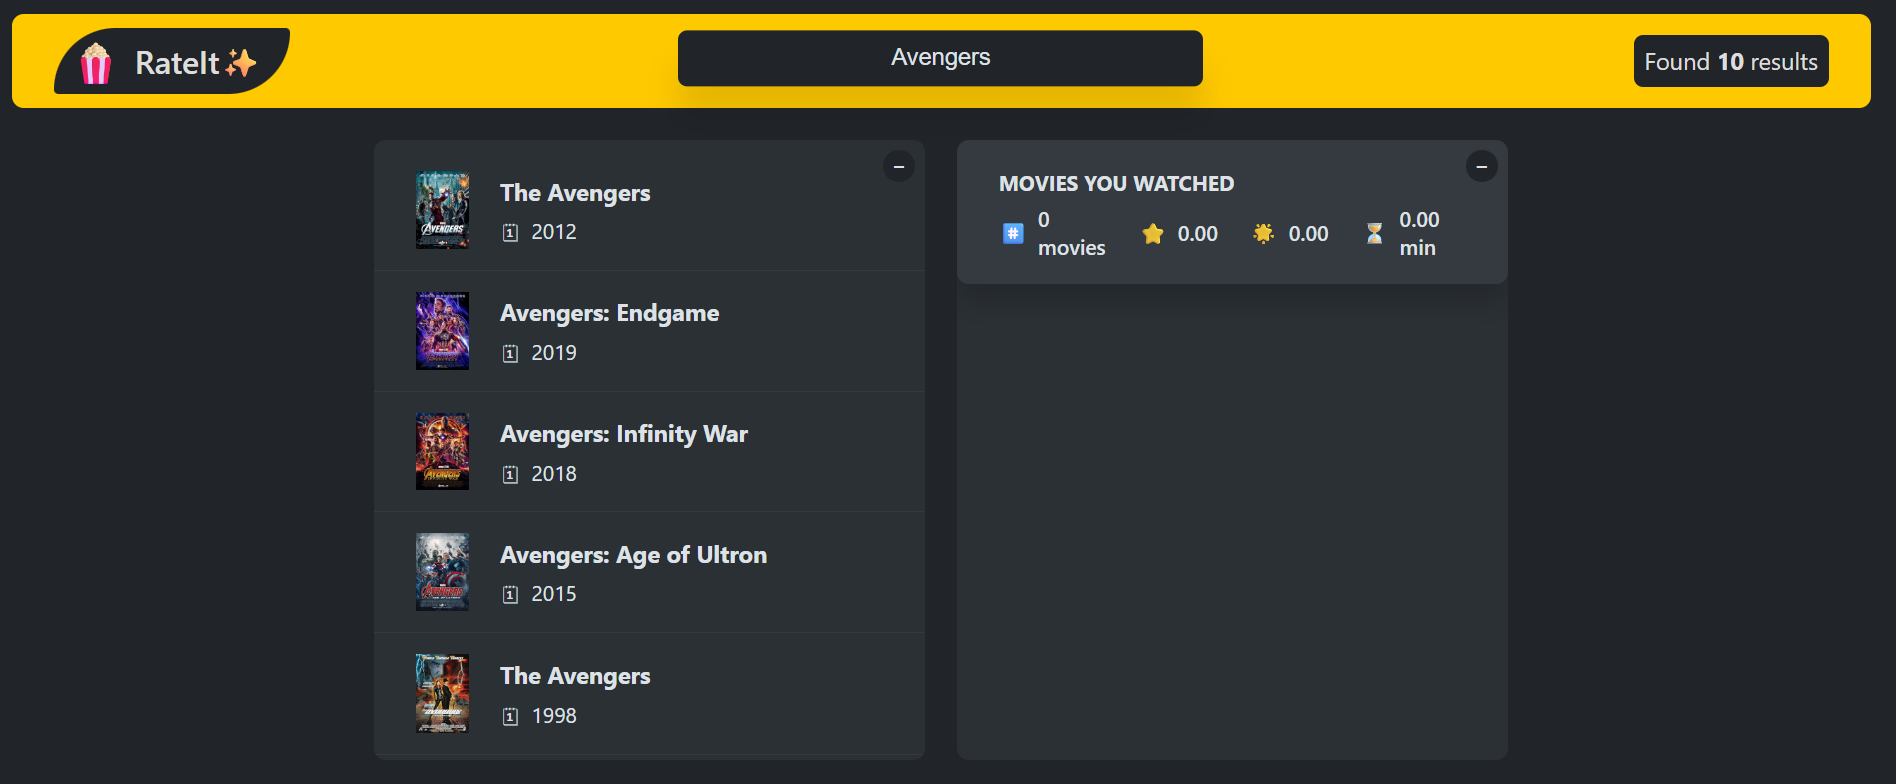 RateIt
Avengers
Found 10 results
–
The Avengers
2012
Avengers: Endgame
2019
Avengers: Infinity War
2018
Avengers: Age of Ultron
2015
The Avengers
1998
–
MOVIES YOU WATCHED
# 0 movies
0.00
0.00
0.00 min